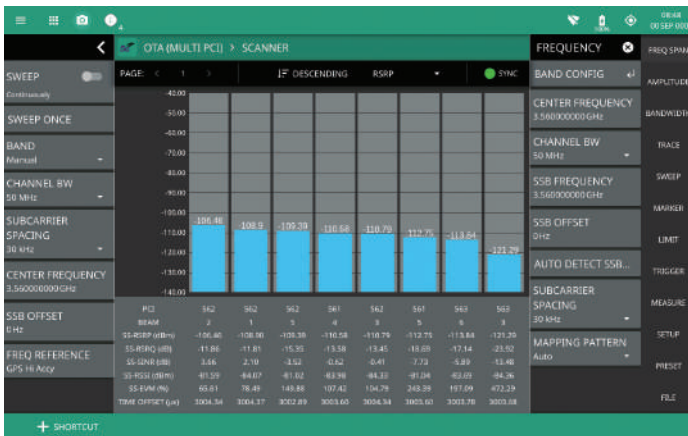 4
100%
08:48
00 SEP 000
OTA (MULTI PCI) > SCANNER
FREQUENCY
FREQ SPAN
SWEEP
Continuously
PAGE: < 1 >
DESCENDING
RSRP
SYNC
BAND CONFIG
AMPLITUDE
SWEEP ONCE
CENTER FREQUENCY
3.560000000 GHz
BANDWIDTH
BAND
Manual
CHANNEL BW
50 MHz
TRACE
CHANNEL BW
50 MHz
SSB FREQUENCY
3.560000000 GHz
SWEEP
MARKER
SUBCARRIER
SPACING
30 kHz
SSB OFFSET
0Hz
LIMIT
CENTER FREQUENCY
3.560000000 GHz
AUTO DETECT SSB...
TRIGGER
SSB OFFSET
0 Hz
SUBCARRIER
SPACING
30 kHz
MEASURE
FREQ REFERENCE
GPS Hi Accy
MAPPING PATTERN
Auto
SETUP
PRESET
FILE
-40.00
-50.00
-60.00
-70.00
-80.00
-90.00
-100.00
-110.00
-120.00
-130.00
-140.00
-106.46 -108.9 -109.39 -110.58 -110.79 -112.75 -113.84 -121.29
PCI 562 562 562 561 562 561 563 563
BEAM 2 1 5 4 3 5 6 3
SS-RSRP (dBm) -106.46 -108.90 -109.39 -110.58 -110.79 -112.75 -113.84 -121.29
SS-RSRQ (dB) -11.86 -11.81 -15.35 -13.58 -13.45 -18.69 -17.14 -23.92
SS-SINR (dB) 3.66 2.10 -3.52 -0.62 -0.41 -7.73 -5.89 -13.48
SS-RSSI (dBm) -81.59 -84.07 -81.02 -83.98 -84.33 -81.04 -83.69 -84.36
SS-EVM (%) 65.61 78.49 149.86 107.42 104.79 243.39 197.09 472.29
TIME OFFSET (μs) 3004.34 3004.37 3002.89 3003.60 3004.34 3003.60 3003.78 3003.88
+ SHORTCUT